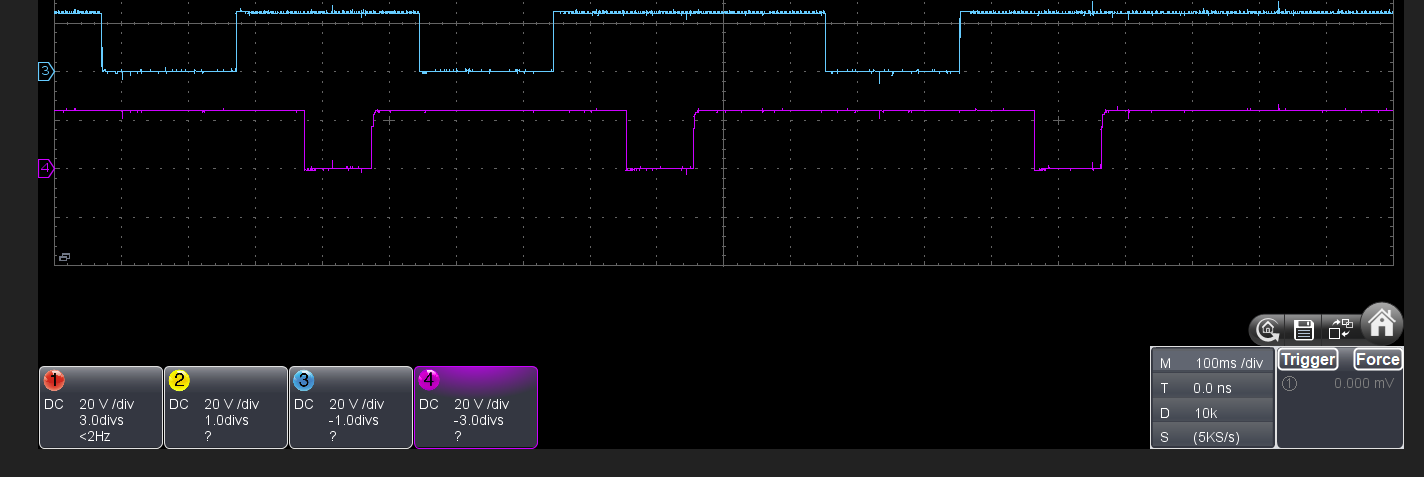 3
4
M 100ms /div
Trigger Force
T 0.0 ns
① 0.000 mV
D 10k
S (5KS/s)
1
DC 20 V /div
3.0divs
<2Hz
2
DC 20 V /div
1.0divs
?
3
DC 20 V /div
-1.0divs
?
4
DC 20 V /div
-3.0divs
?